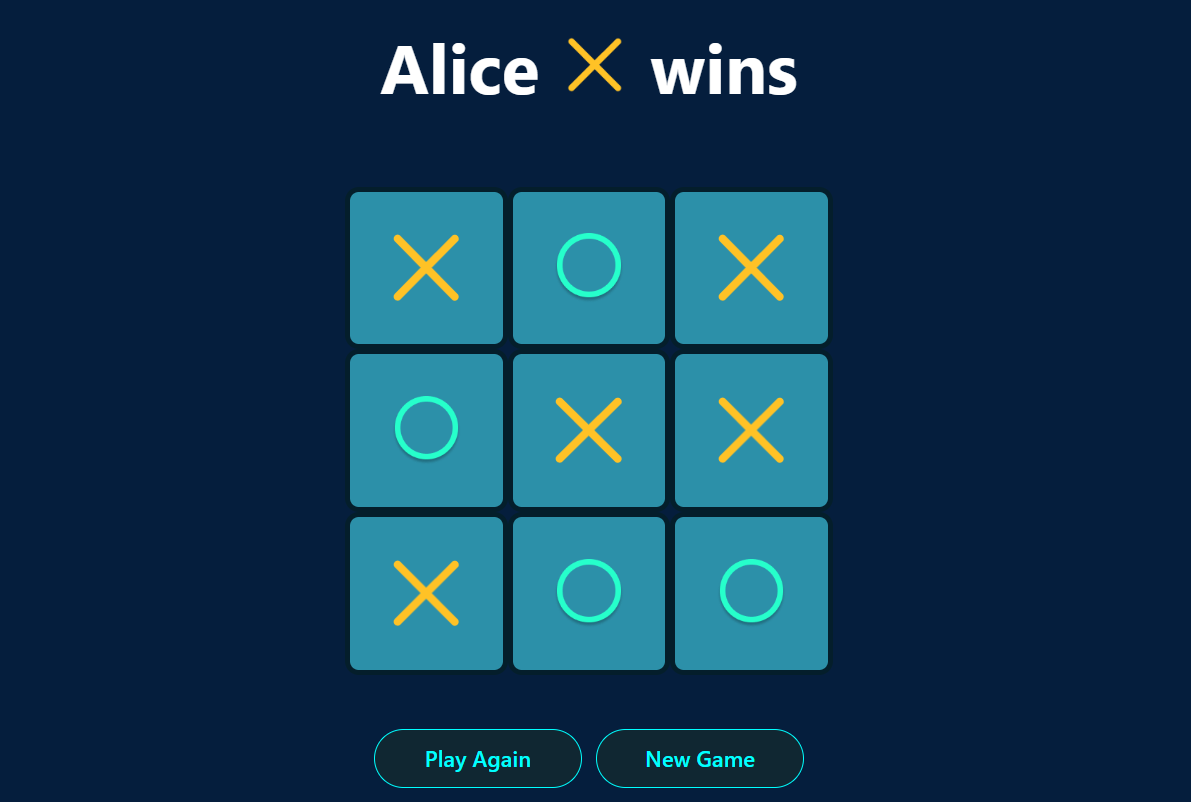 Alice X wins
X O X
O X X
X O O
Play Again New Game